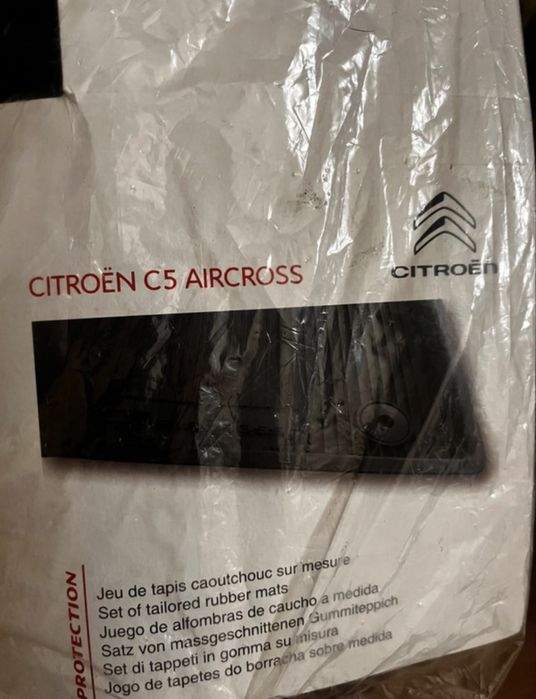 CITROËN
CITROËN C5 AIRCROSS
PROTECTION
Jeu de tapis caoutchouc sur mesure
Set of tailored rubber mats
Juego de alfombras de caucho a medida
Satz von massgeschnittenen Gummiteppich
Set di tappeti in gomma su misura
Jogo de tapetes do borracha sobre medida